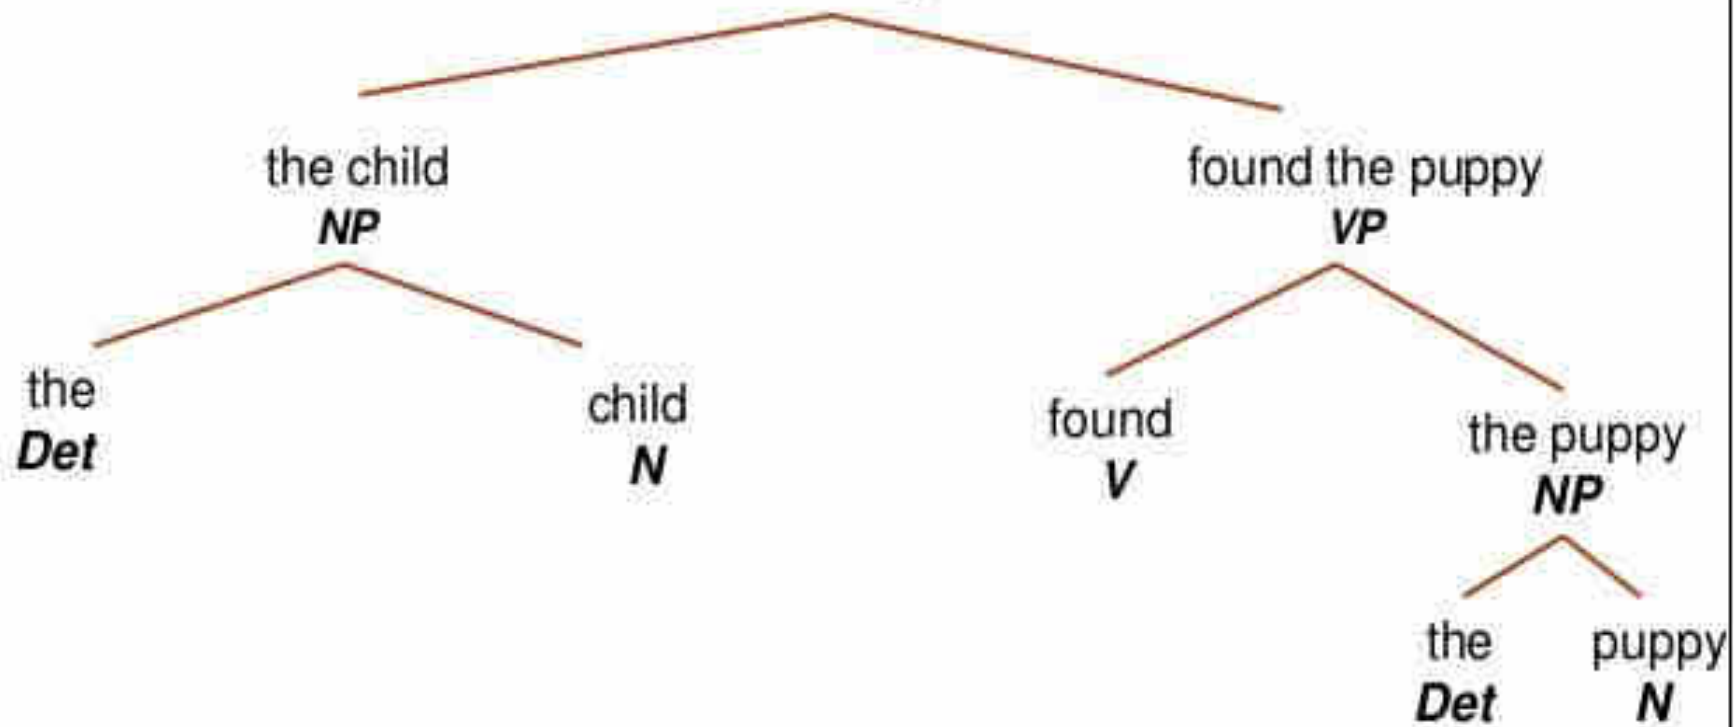 the child found the puppy
NP VP
the child found the puppy
Det N V NP
the puppy
Det N